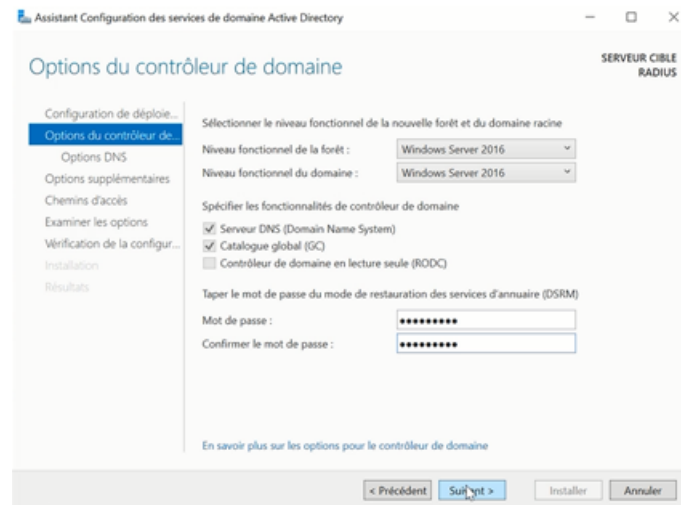 Assistant Configuration des services de domaine Active Directory
Options du contrôleur de domaine
SERVEUR CIBLE
RADIUS
Configuration de déploie...
Options du contrôleur de...
Options DNS
Options supplémentaires
Chemins d'accès
Examiner les options
Vérification de la configur...
Installation
Résultats
Sélectionner le niveau fonctionnel de la nouvelle forêt et du domaine racine
Niveau fonctionnel de la forêt : Windows Server 2016
Niveau fonctionnel du domaine : Windows Server 2016
Spécifier les fonctionnalités de contrôleur de domaine
Serveur DNS (Domain Name System)
Catalogue global (GC)
Contrôleur de domaine en lecture seule (RODC)
Taper le mot de passe du mode de restauration des services d'annuaire (DSRM)
Mot de passe : •••••••••
Confirmer le mot de passe : •••••••••
En savoir plus sur les options pour le contrôleur de domaine
< Précédent Suivant > Installer Annuler